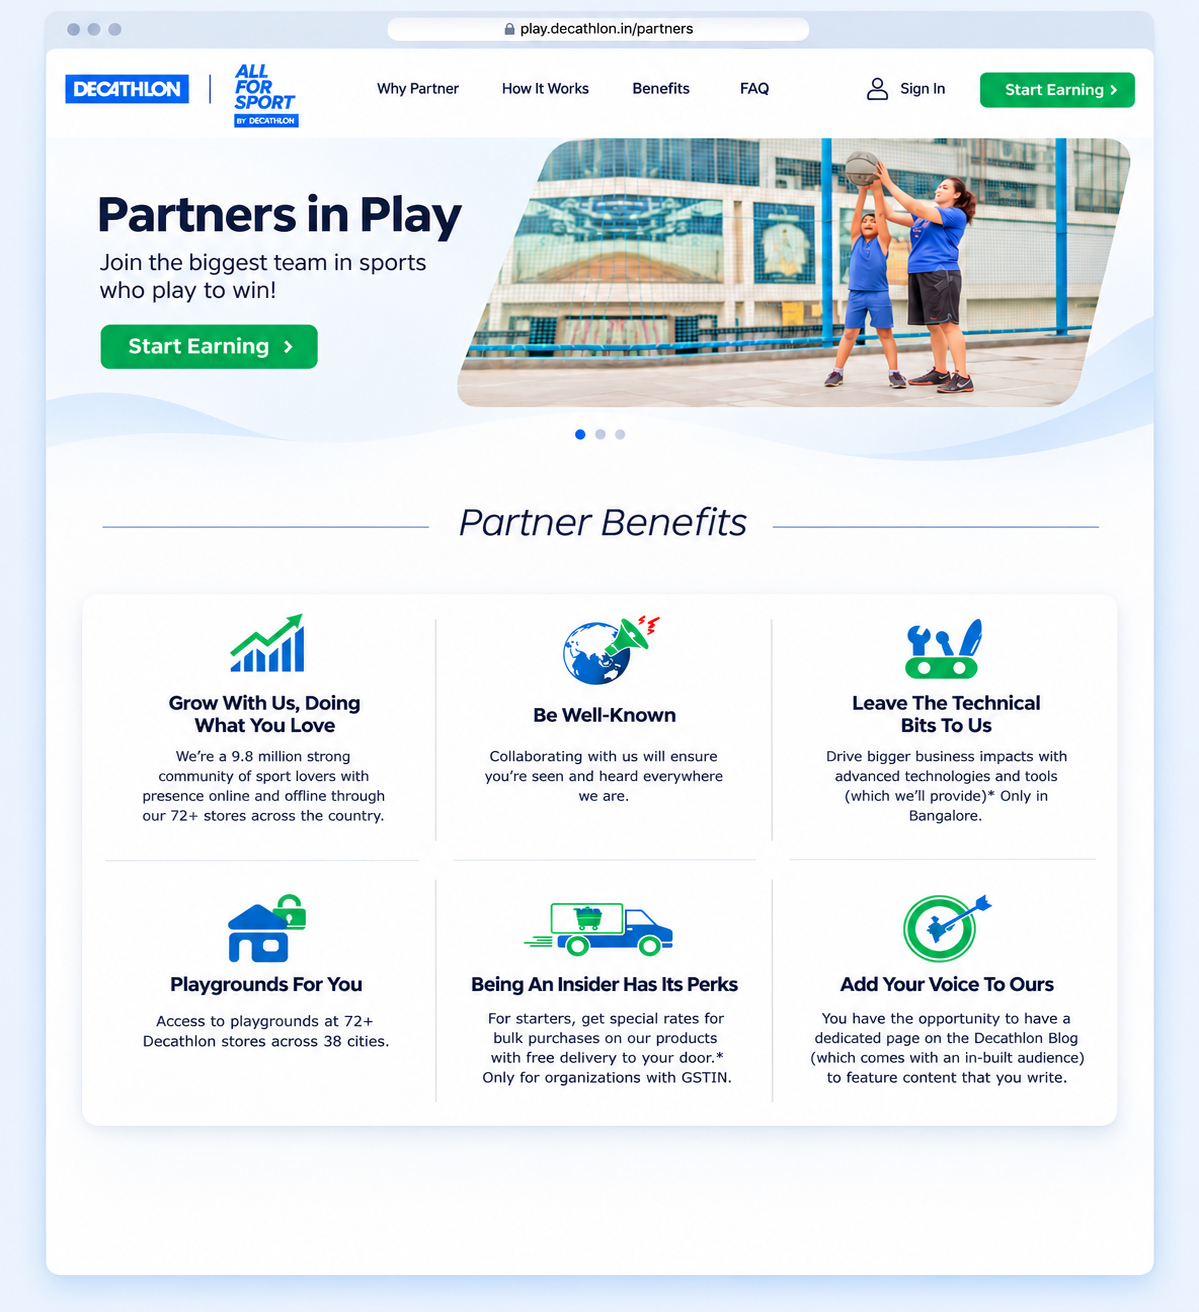 play.decathlon.in/partners
DECATHLON
ALL
FOR
SPORT
BY DECATHLON
Why Partner
How It Works
Benefits
FAQ
Sign In
Start Earning
Partners in Play
Join the biggest team in sports
who play to win!
Start Earning
Partner Benefits
Grow With Us, Doing
What You Love
We're a 9.8 million strong
community of sport lovers with
presence online and offline through
our 72+ stores across the country.
Be Well-Known
Collaborating with us will ensure
you're seen and heard everywhere
we are.
Leave The Technical
Bits To Us
Drive bigger business impacts with
advanced technologies and tools
(which we'll provide)* Only in
Bangalore.
Playgrounds For You
Access to playgrounds at 72+
Decathlon stores across 38 cities.
Being An Insider Has Its Perks
For starters, get special rates for
bulk purchases on our products
with free delivery to your door.*
Only for organizations with GSTIN.
Add Your Voice To Ours
You have the opportunity to have a
dedicated page on the Decathlon Blog
(which comes with an in-built audience)
to feature content that you write.